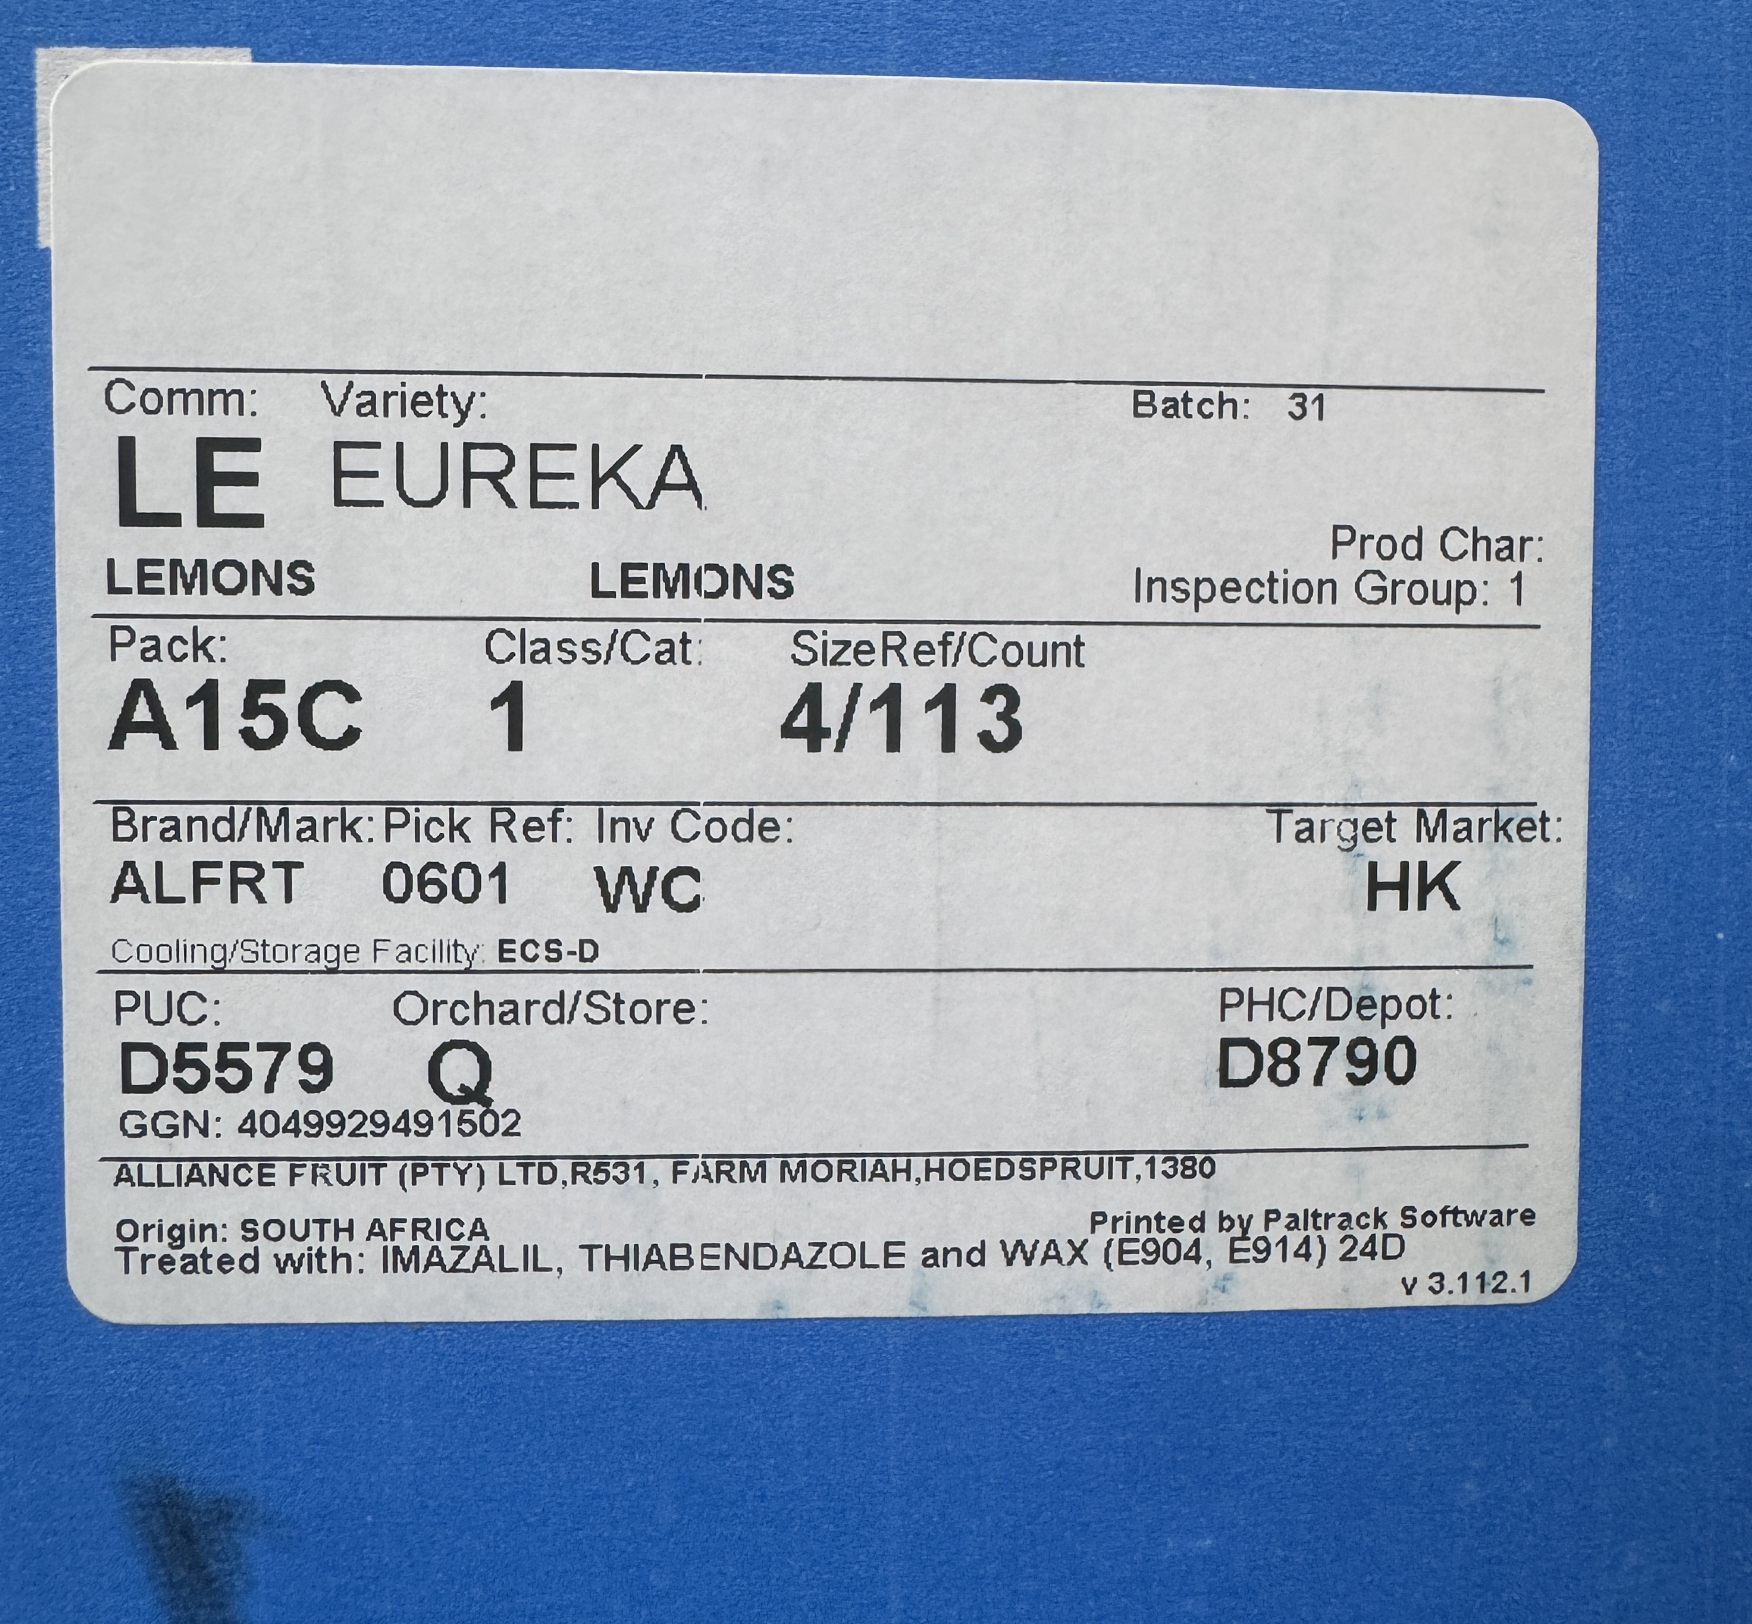 Comm: Variety: Batch: 31
LE EUREKA
Prod Char:
LEMONS LEMONS Inspection Group: 1
Pack: Class/Cat: SizeRef/Count
A15C 1 4/113
Brand/Mark: Pick Ref: Inv Code: Target Market:
ALFRT 0601 WC HK
Cooling/Storage Facility: ECS-D
PUC: Orchard/Store: PHC/Depot:
D5579 Q D8790
GGN: 4049929491502
ALLIANCE FRUIT (PTY) LTD,R531, FARM MORIAH,HOEDSPRUIT,1380
Origin: SOUTH AFRICA Printed by Paltrack Software
Treated with: IMAZALIL, THIABENDAZOLE and WAX (E904, E914) 24D
v 3.112.1